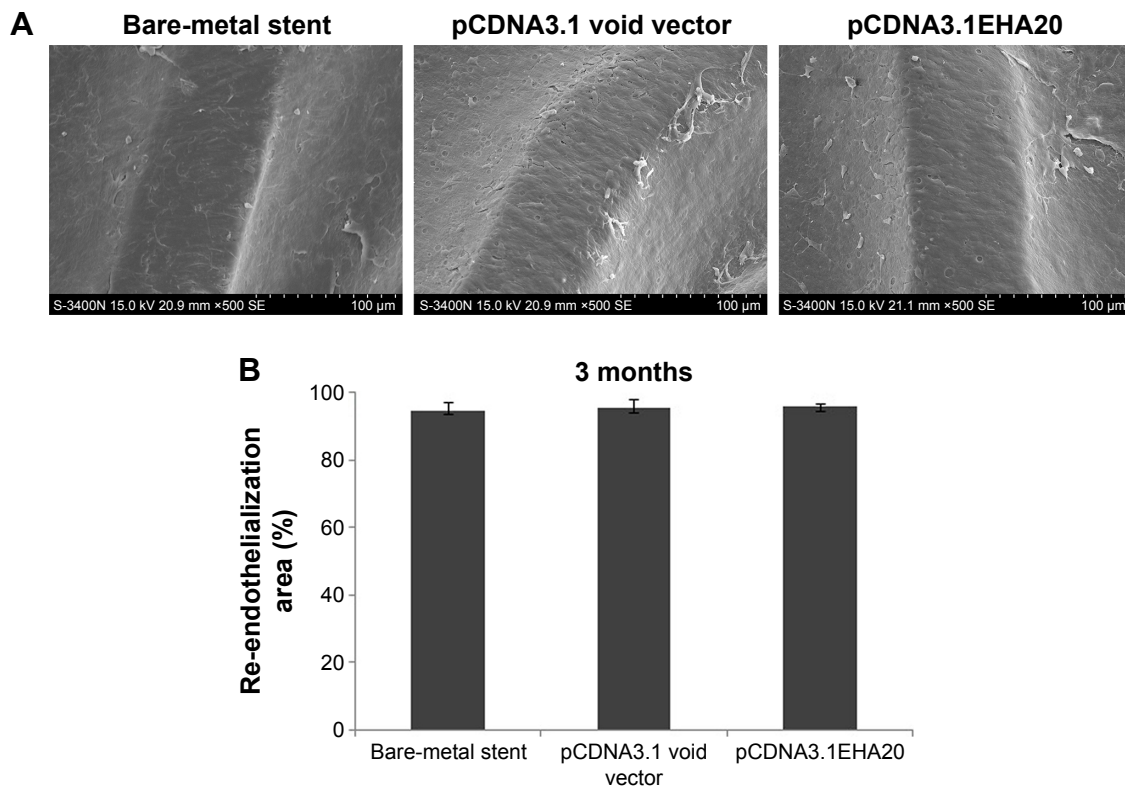 A
Bare-metal stent
pCDNA3.1 void vector
pCDNA3.1EHA20
S-3400N 15.0 kV 20.9 mm ×500 SE
100 µm
S-3400N 15.0 kV 20.9 mm ×500 SE
100 µm
S-3400N 15.0 kV 21.1 mm ×500 SE
100 µm
B
3 months
Re-endothelialization
area (%)
100
80
60
40
20
0
Bare-metal stent
pCDNA3.1 void
vector
pCDNA3.1EHA20